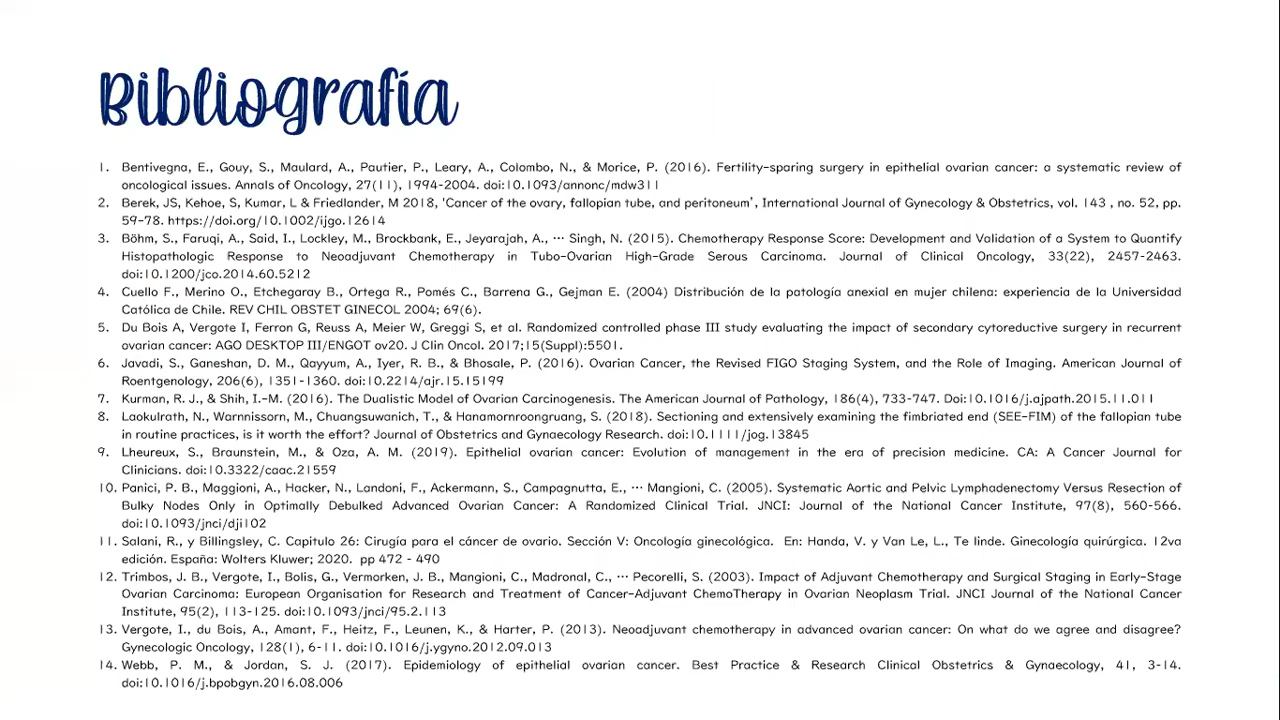 Bibliografía
1. Bentivegna, E., Gouy, S., Maulard, A., Pautier, P., Leary, A., Colombo, N., & Morice, P. (2016). Fertility-sparing surgery in epithelial ovarian cancer: a systematic review of
oncological issues. Annals of Oncology, 27(11), 1994-2004. doi:10.1093/annonc/mdw311
2. Berek, JS, Kehoe, S, Kumar, L & Friedlander, M 2018, 'Cancer of the ovary, fallopian tube, and peritoneum', International Journal of Gynecology & Obstetrics, vol. 143 , no. 52, pp.
59-78. https://doi.org/10.1002/ijgo.12614
3. Böhm, S., Faruqi, A., Said, I., Lockley, M., Brockbank, E., Jeyarajah, A., … Singh, N. (2015). Chemotherapy Response Score: Development and Validation of a System to Quantify
Histopathologic Response to Neoadjuvant Chemotherapy in Tubo-Ovarian High-Grade Serous Carcinoma. Journal of Clinical Oncology, 33(22), 2457-2463.
doi:10.1200/jco.2014.60.5212
4. Cuello F., Merino O., Etchegaray B., Ortega R., Pomés C., Barrena G., Gejman E. (2004) Distribución de la patología anexial en mujer chilena: experiencia de la Universidad
Católica de Chile. REV CHIL OBSTET GINECOL 2004; 69(6).
5. Du Bois A, Vergote I, Ferron G, Reuss A, Meier W, Greggi S, et al. Randomized controlled phase III study evaluating the impact of secondary cytoreductive surgery in recurrent
ovarian cancer: AGO DESKTOP III/ENGOT ov20. J Clin Oncol. 2017;15(Suppl):5501.
6. Javadi, S., Ganeshan, D. M., Qayyum, A., Iyer, R. B., & Bhosale, P. (2016). Ovarian Cancer, the Revised FIGO Staging System, and the Role of Imaging. American Journal of
Roentgenology, 206(6), 1351-1360. doi:10.2214/ajr.15.15199
7. Kurman, R. J., & Shih, I.-M. (2016). The Dualistic Model of Ovarian Carcinogenesis. The American Journal of Pathology, 186(4), 733-747. Doi:10.1016/j.ajpath.2015.11.011
8. Laokulrath, N., Warnnissorn, M., Chuangsuwanich, T., & Hanamornroongruang, S. (2018). Sectioning and extensively examining the fimbriated end (SEE-FIM) of the fallopian tube
in routine practices, is it worth the effort? Journal of Obstetrics and Gynaecology Research. doi:10.1111/jog.13845
9. Lheureux, S., Braunstein, M., & Oza, A. M. (2019). Epithelial ovarian cancer: Evolution of management in the era of precision medicine. CA: A Cancer Journal for
Clinicians. doi:10.3322/caac.21559
10. Panici, P. B., Maggioni, A., Hacker, N., Landoni, F., Ackermann, S., Campagnutta, E., … Mangioni, C. (2005). Systematic Aortic and Pelvic Lymphadenectomy Versus Resection of
Bulky Nodes Only in Optimally Debulked Advanced Ovarian Cancer: A Randomized Clinical Trial. JNCI: Journal of the National Cancer Institute, 97(8), 560-566.
doi:10.1093/jnci/dji102
11. Salani, R., y Billingsley, C. Capitulo 26: Cirugía para el cáncer de ovario. Sección V: Oncología ginecológica. En: Handa, V. y Van Le, L., Te linde. Ginecología quirúrgica. 12va
edición. España: Wolters Kluwer; 2020. pp 472 - 490
12. Trimbos, J. B., Vergote, I., Bolis, G., Vermorken, J. B., Mangioni, C., Madronal, C., … Pecorelli, S. (2003). Impact of Adjuvant Chemotherapy and Surgical Staging in Early-Stage
Ovarian Carcinoma: European Organisation for Research and Treatment of Cancer-Adjuvant ChemoTherapy in Ovarian Neoplasm Trial. JNCI Journal of the National Cancer
Institute, 95(2), 113-125. doi:10.1093/jnci/95.2.113
13. Vergote, I., du Bois, A., Amant, F., Heitz, F., Leunen, K., & Harter, P. (2013). Neoadjuvant chemotherapy in advanced ovarian cancer: On what do we agree and disagree?
Gynecologic Oncology, 128(1), 6-11. doi:10.1016/j.ygyno.2012.09.013
14. Webb, P. M., & Jordan, S. J. (2017). Epidemiology of epithelial ovarian cancer. Best Practice & Research Clinical Obstetrics & Gynaecology, 41, 3-14.
doi:10.1016/j.bpobgyn.2016.08.006